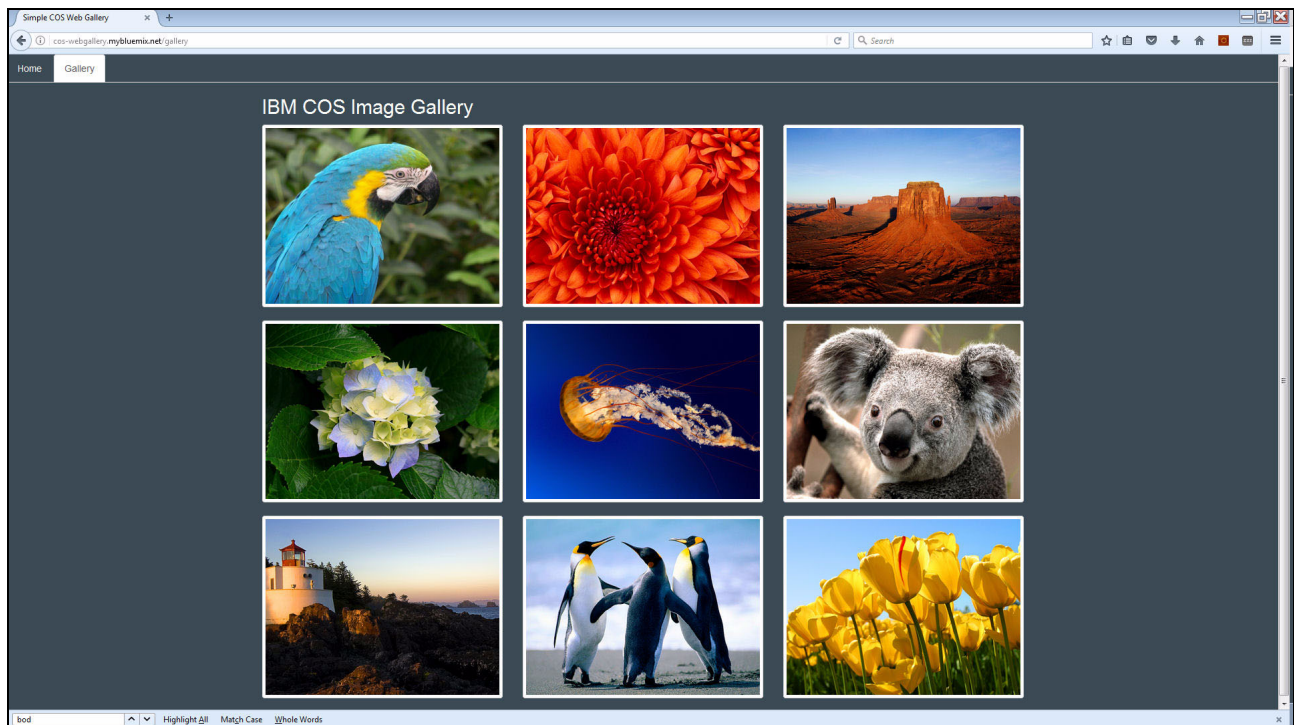 Simple COS Web Gallery
cos-webgallery.mybluemix.net/gallery
Search
Home
Gallery
IBM COS Image Gallery
bod
Highlight All
Match Case
Whole Words